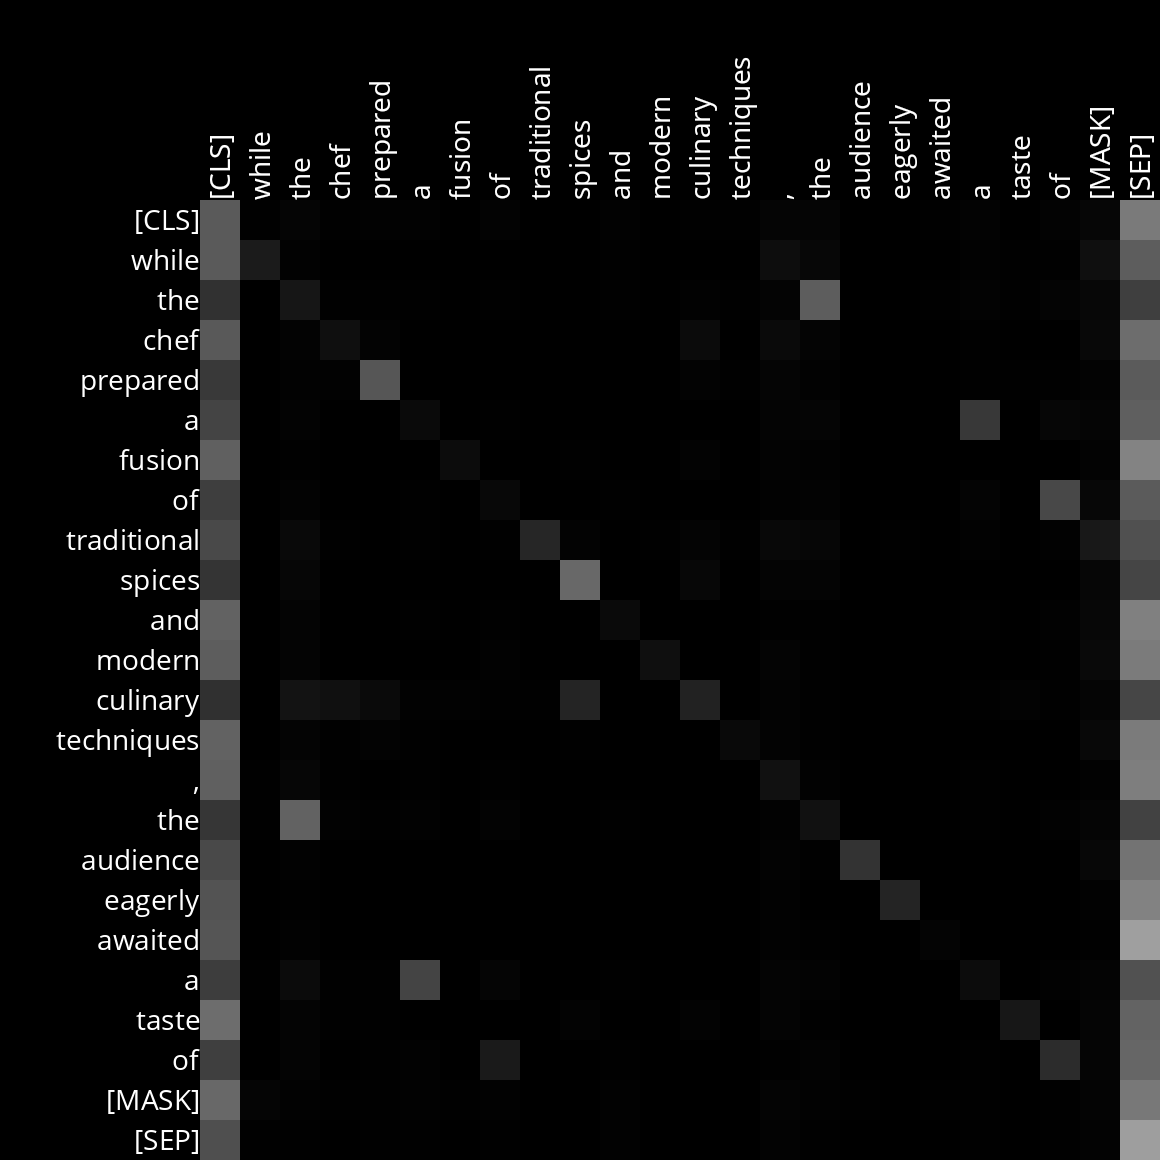 [CLS]
while
the
chef
prepared
a
fusion
of
traditional
spices
and
modern
culinary
techniques
,
the
audience
eagerly
awaited
a
taste
of
[MASK]
[SEP]
[CLS]
while
the
chef
prepared
a
fusion
of
traditional
spices
and
modern
culinary
techniques
,
the
audience
eagerly
awaited
a
taste
of
[MASK]
[SEP]